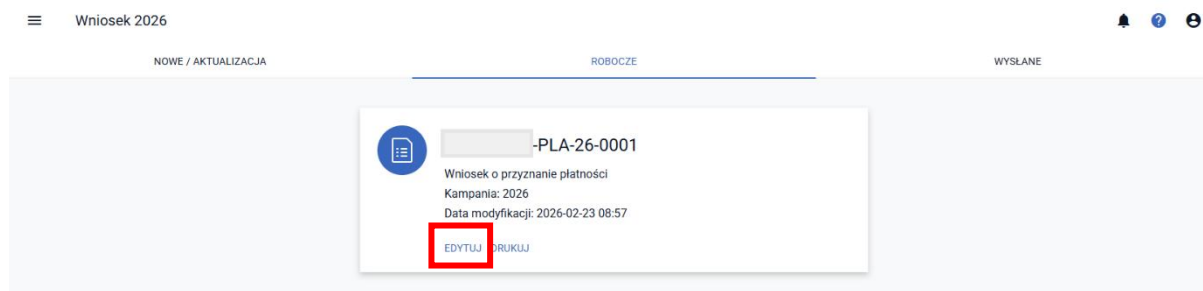 Wniosek 2026
NOWE / AKTUALIZACJA
ROBOCZE
WYSŁANE
-PLA-26-0001
Wniosek o przyznanie płatności
Kampania: 2026
Data modyfikacji: 2026-02-23 08:57
EDYTUJ DRUKUJ